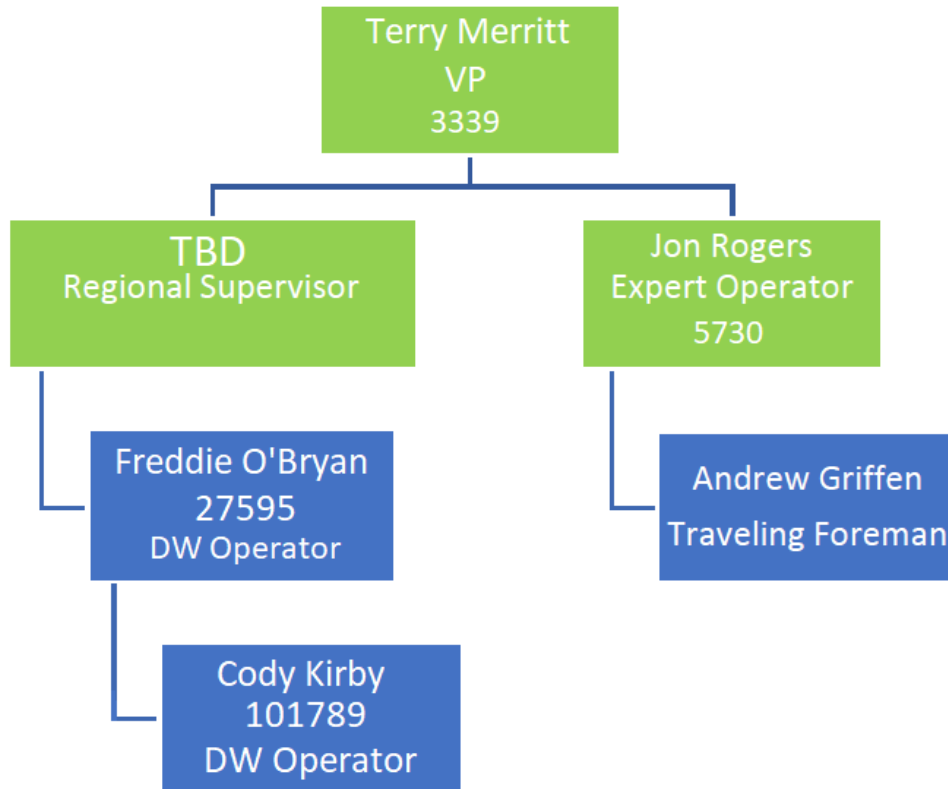 Terry Merritt
VP
3339
TBD
Regional Supervisor
Jon Rogers
Expert Operator
5730
Freddie O'Bryan
27595
DW Operator
Andrew Griffen
Traveling Foreman
Cody Kirby
101789
DW Operator